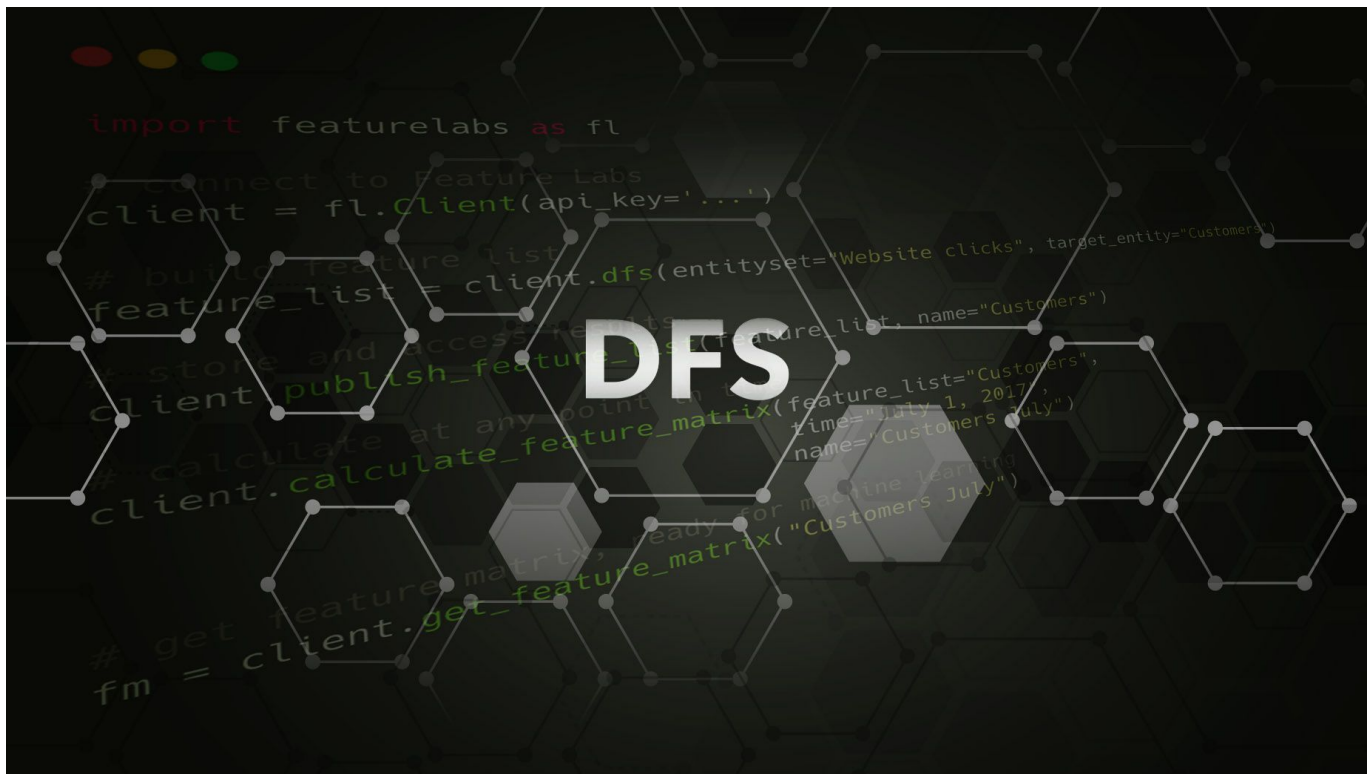 import featurelabs as fl
# connect to Feature Labs
client = fl.Client(api_key='...')
# build feature list
feature_list = client.dfs(entityset="Website clicks", target_entity="Customers")
# store and access results
client.publish_feature_list(feature_list, name="Customers")
# calculate at any point in
client.calculate_feature_matrix(feature_list="Customers",
time="July 1, 2017",
name="Customers July")
# get feature matrix, ready for machine learning
fm = client.get_feature_matrix("Customers July")
DFS